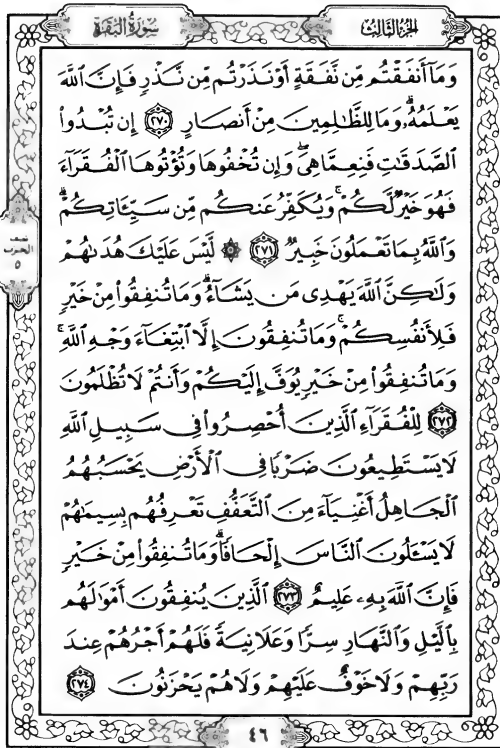 الجزء الثالث
سورة البقرة
وَمَآ أَنفَقْتُم مِّن نَّفَقَةٍ أَوْ نَذَرْتُم مِّن نَّذْرٍ فَإِنَّ ٱللَّهَ
يَعْلَمُهُۥ ۗ وَمَا لِلظَّٰلِمِينَ مِنْ أَنصَارٍ ٢٧٠ إِن تُبْدُوا۟
ٱلصَّدَقَٰتِ فَنِعِمَّا هِىَ ۖ وَإِن تُخْفُوهَا وَتُؤْتُوهَا ٱلْفُقَرَآءَ
فَهُوَ خَيْرٌ لَّكُمْ ۚ وَيُكَفِّرُ عَنكُم مِّن سَيِّـَٔاتِكُمْ ۗ
وَٱللَّهُ بِمَا تَعْمَلُونَ خَبِيرٌ ٢٧١ ۞ لَّيْسَ عَلَيْكَ هُدَىٰهُمْ
وَلَٰكِنَّ ٱللَّهَ يَهْدِى مَن يَشَآءُ ۗ وَمَا تُنفِقُوا۟ مِنْ خَيْرٍ
فَلِأَنفُسِكُمْ ۚ وَمَا تُنفِقُونَ إِلَّا ٱبْتِغَآءَ وَجْهِ ٱللَّهِ ۚ
وَمَا تُنفِقُوا۟ مِنْ خَيْرٍ يُوَفَّ إِلَيْكُمْ وَأَنتُمْ لَا تُظْلَمُونَ
٢٧٢ لِلْفُقَرَآءِ ٱلَّذِينَ أُحْصِرُوا۟ فِى سَبِيلِ ٱللَّهِ
لَا يَسْتَطِيعُونَ ضَرْبًا فِى ٱلْأَرْضِ يَحْسَبُهُمُ
ٱلْجَاهِلُ أَغْنِيَآءَ مِنَ ٱلتَّعَفُّفِ تَعْرِفُهُم بِسِيمَٰهُمْ
لَا يَسْـَٔلُونَ ٱلنَّاسَ إِلْحَافًا ۗ وَمَا تُنفِقُوا۟ مِنْ خَيْرٍ
فَإِنَّ ٱللَّهَ بِهِۦ عَلِيمٌ ٢٧٣ ٱلَّذِينَ يُنفِقُونَ أَمْوَٰلَهُم
بِٱلَّيْلِ وَٱلنَّهَارِ سِرًّا وَعَلَانِيَةً فَلَهُمْ أَجْرُهُمْ عِندَ
رَبِّهِمْ وَلَا خَوْفٌ عَلَيْهِمْ وَلَا هُمْ يَحْزَنُونَ ٢٧٤
نصف
الحزب
٥
٤٦